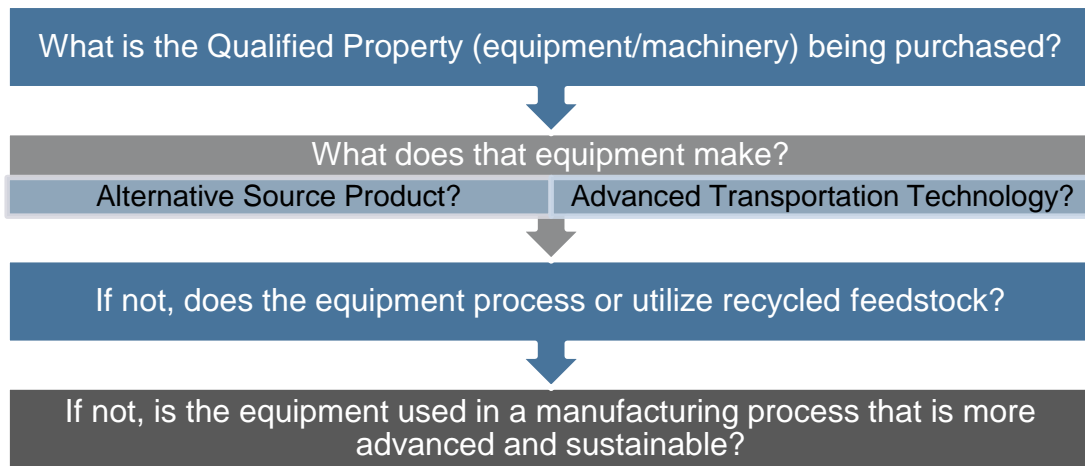 What is the Qualified Property (equipment/machinery) being purchased?
What does that equipment make?
Alternative Source Product?
Advanced Transportation Technology?
If not, does the equipment process or utilize recycled feedstock?
If not, is the equipment used in a manufacturing process that is more
advanced and sustainable?